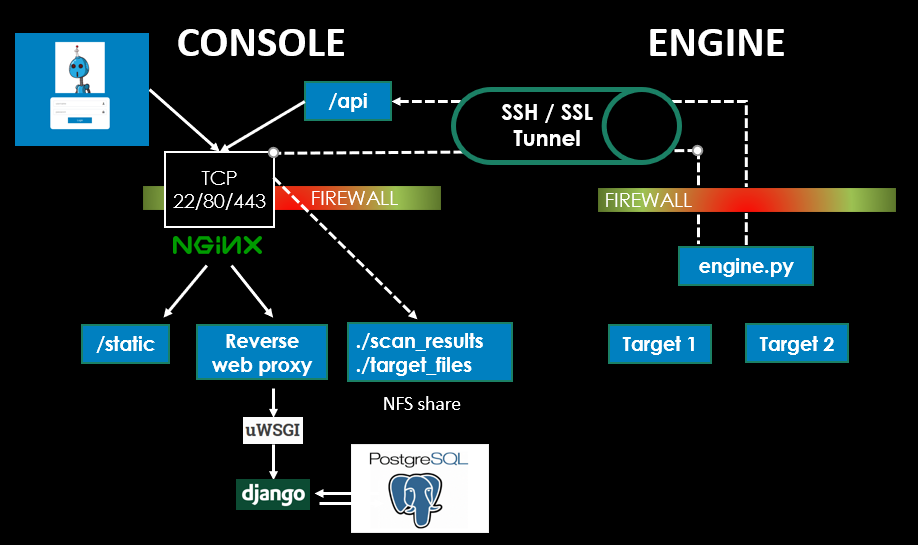 CONSOLE
ENGINE
/api
SSH / SSL
Tunnel
TCP
22/80/443
FIREWALL
FIREWALL
NGINX
engine.py
/static
Reverse
web proxy
./scan_results
./target_files
Target 1
Target 2
NFS share
uWSGI
PostgreSQL
django